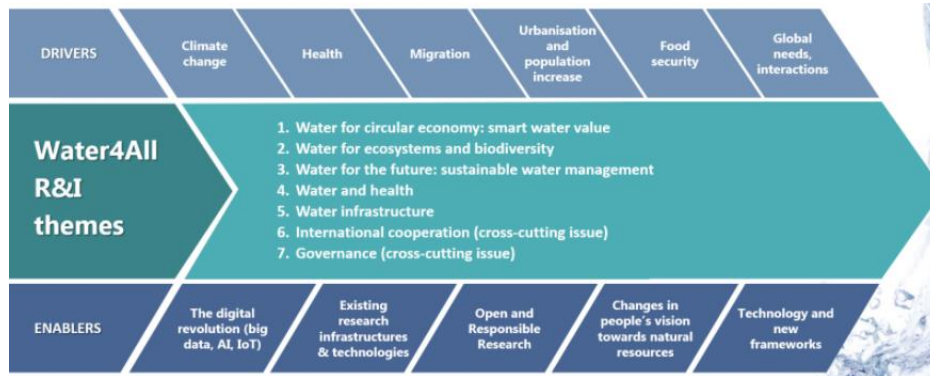 DRIVERS
Climate
change
Health
Migration
Urbanisation
and
population
increase
Food
security
Global
needs,
interactions
Water4All
R&I
themes
1. Water for circular economy: smart water value
2. Water for ecosystems and biodiversity
3. Water for the future: sustainable water management
4. Water and health
5. Water infrastructure
6. International cooperation (cross-cutting issue)
7. Governance (cross-cutting issue)
ENABLERS
The digital
revolution (big
data, AI, IoT)
Existing
research
infrastructures
& technologies
Open and
Responsible
Research
Changes in
people´s vision
towards natural
resources
Technology and
new
frameworks